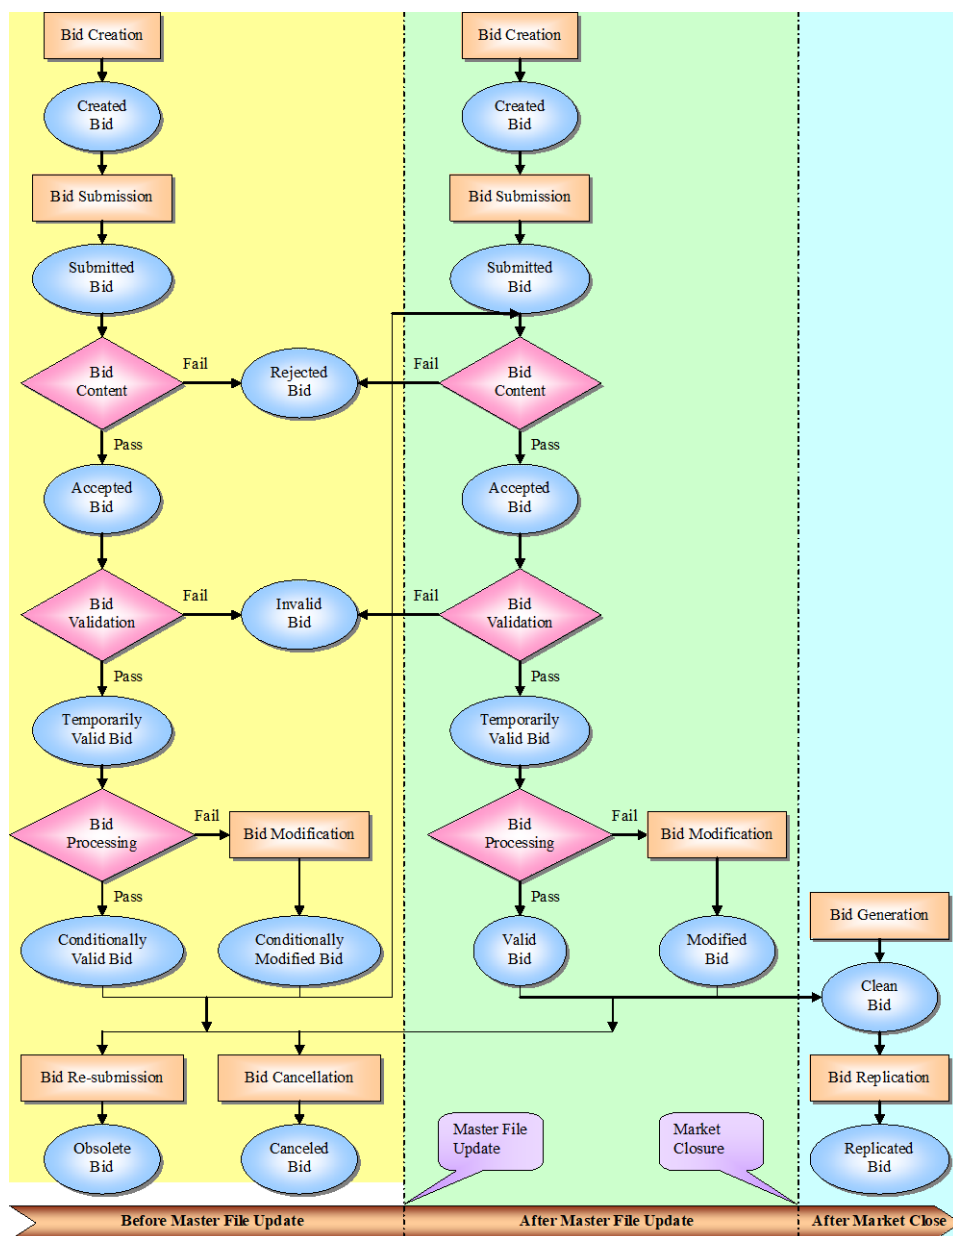 Bid Creation
Bid Creation
Created
Bid
Created
Bid
Bid Submission
Bid Submission
Submitted
Bid
Submitted
Bid
Bid
Content
Fail
Rejected
Bid
Fail
Bid
Content
Pass
Pass
Accepted
Bid
Accepted
Bid
Bid
Validation
Fail
Invalid
Bid
Fail
Bid
Validation
Pass
Pass
Temporarily
Valid Bid
Temporarily
Valid Bid
Bid
Processing
Fail
Bid Modification
Bid
Processing
Fail
Bid Modification
Pass
Pass
Conditionally
Valid Bid
Conditionally
Modified Bid
Valid
Bid
Modified
Bid
Bid Generation
Clean
Bid
Bid Re-submission
Bid Cancellation
Bid Replication
Obsolete
Bid
Canceled
Bid
Master File
Update
Market
Closure
Replicated
Bid
Before Master File Update
After Master File Update
After Market Close